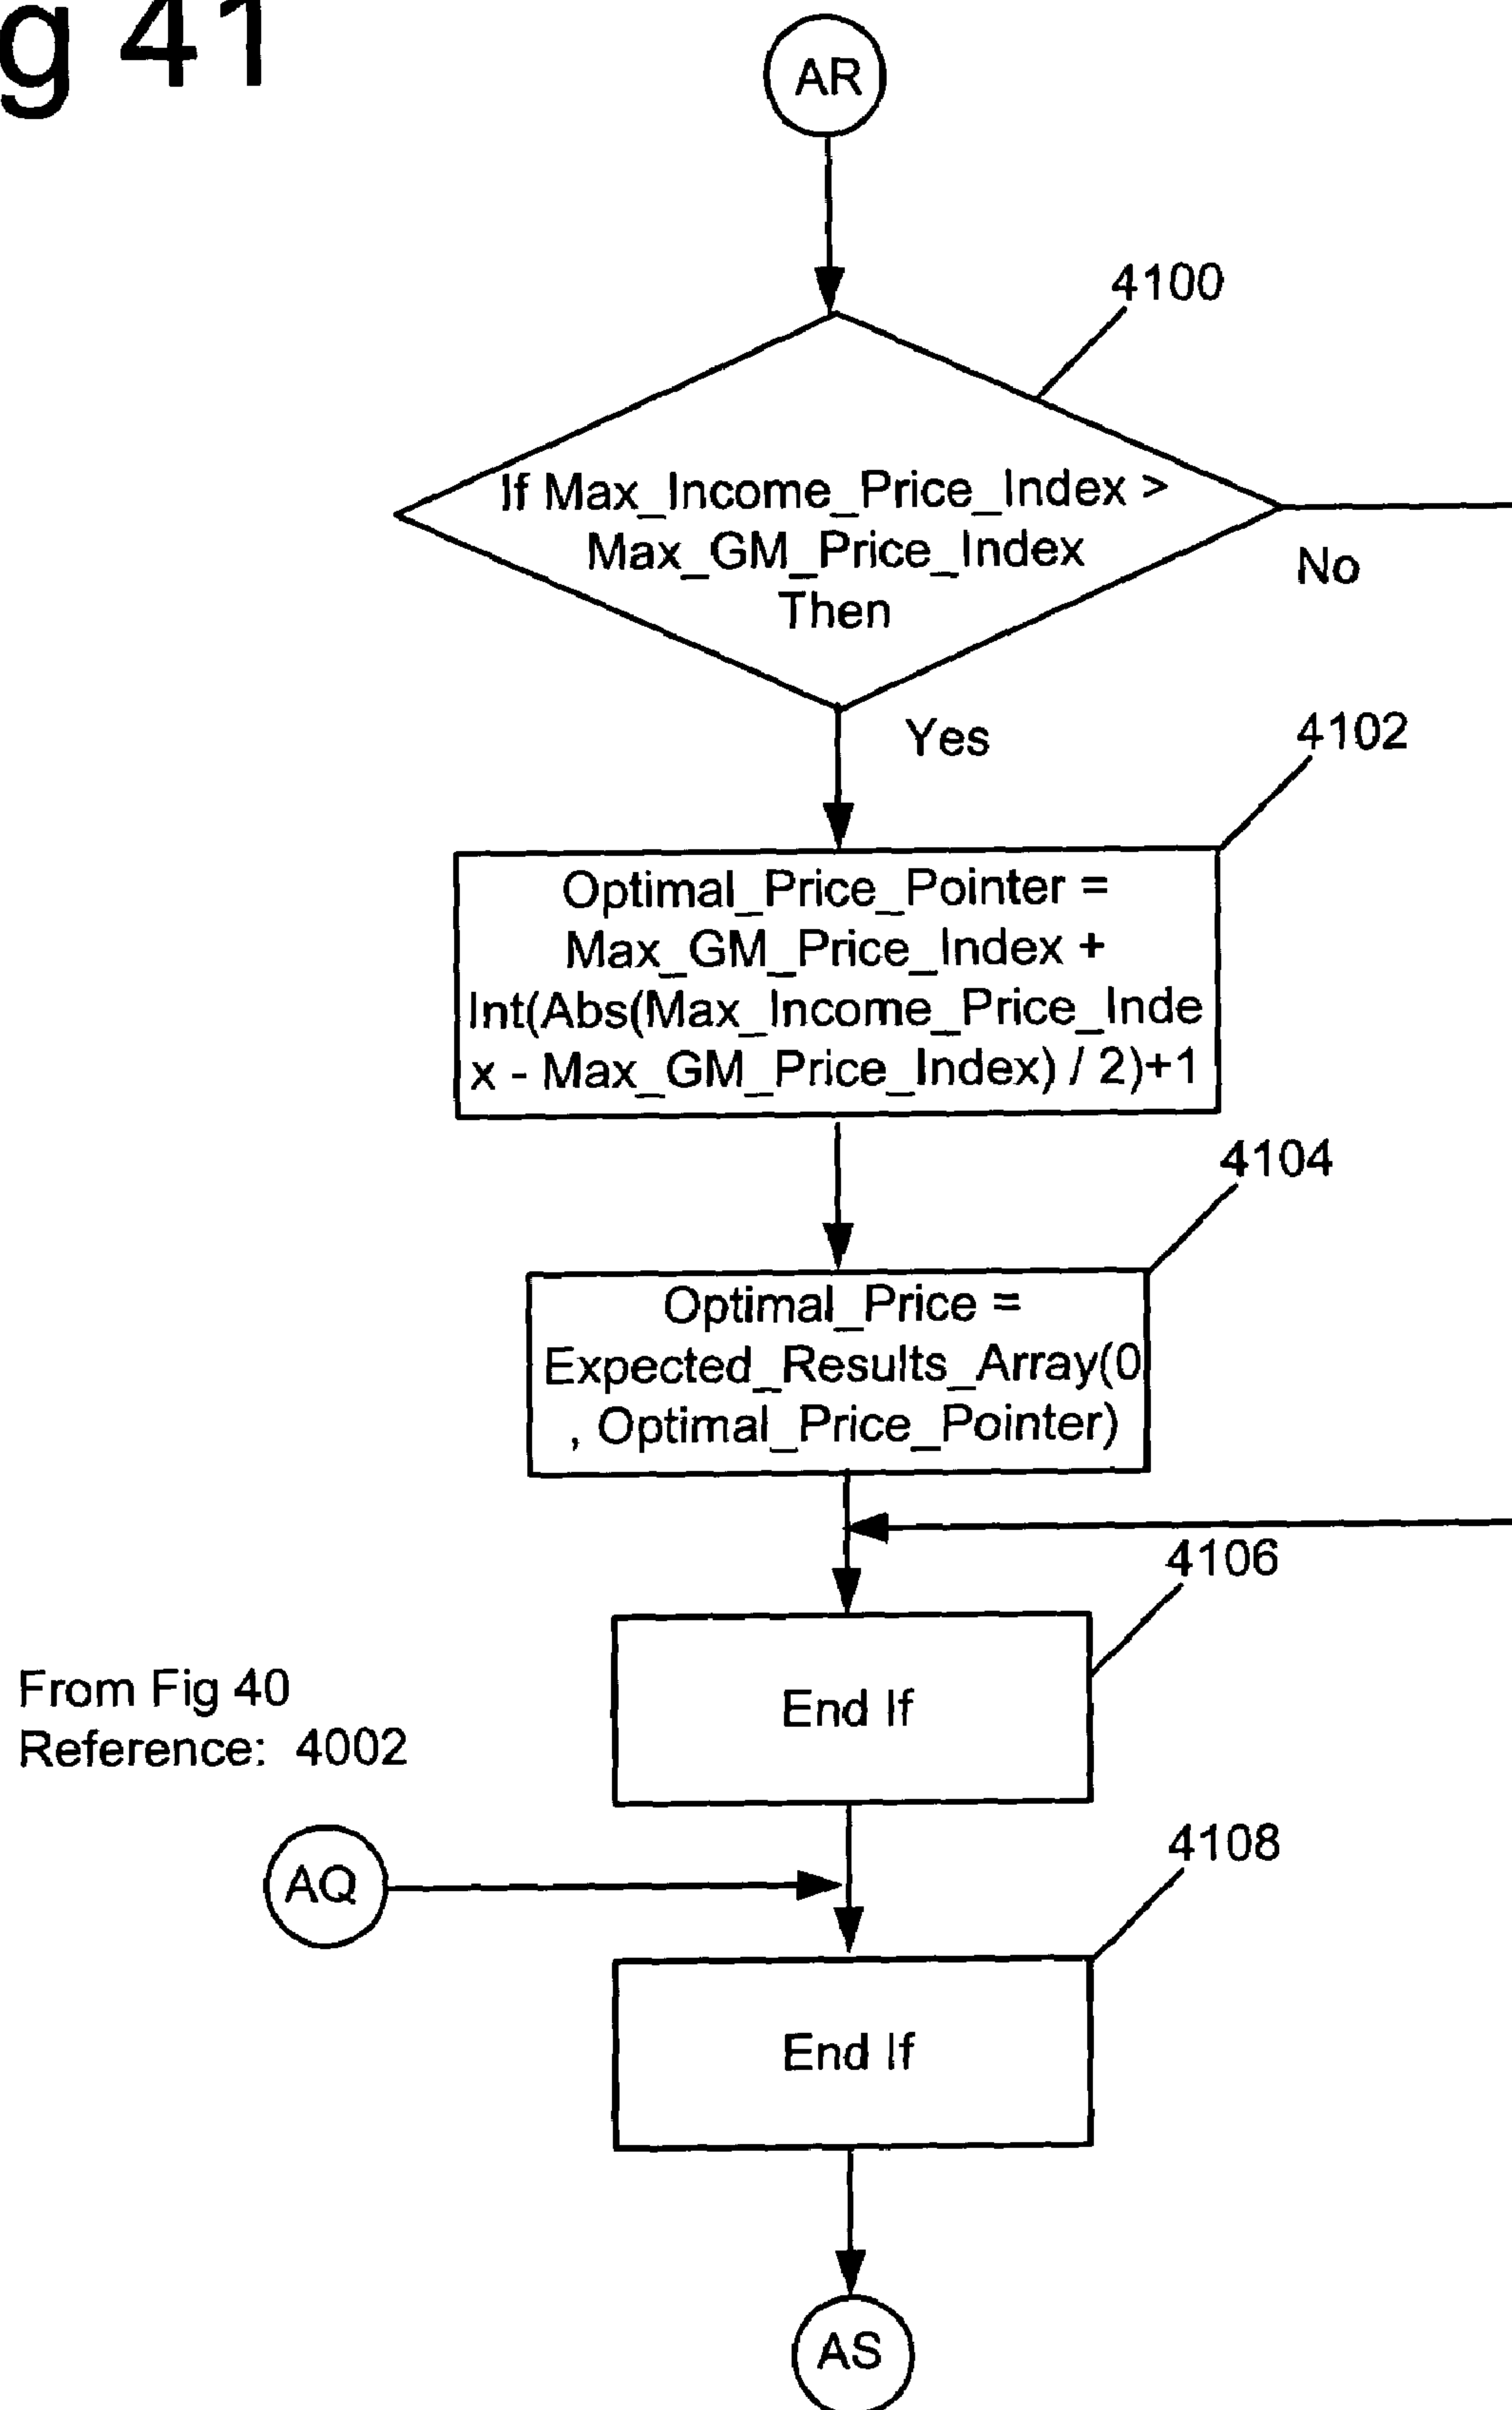 g 41
AR
4100
If Max_Income_Price_Index >
Max_GM_Price_Index
Then
No
Yes
4102
Optimal_Price_Pointer =
Max_GM_Price_Index +
Int(Abs(Max_Income_Price_Inde
x - Max_GM_Price_Index) / 2)+1
4104
Optimal_Price =
Expected_Results_Array(0
, Optimal_Price_Pointer)
4106
End If
From Fig 40
Reference: 4002
AQ
4108
End If
AS